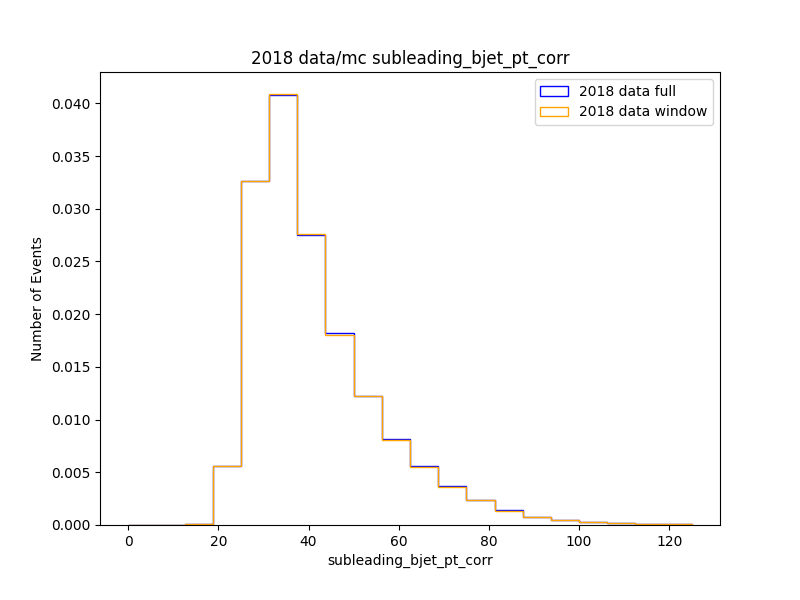 2018 data/mc subleading_bjet_pt_corr
2018 data full
2018 data window
Number of Events
0.040
0.035
0.030
0.025
0.020
0.015
0.010
0.005
0.000
0 20 40 60 80 100 120
subleading_bjet_pt_corr